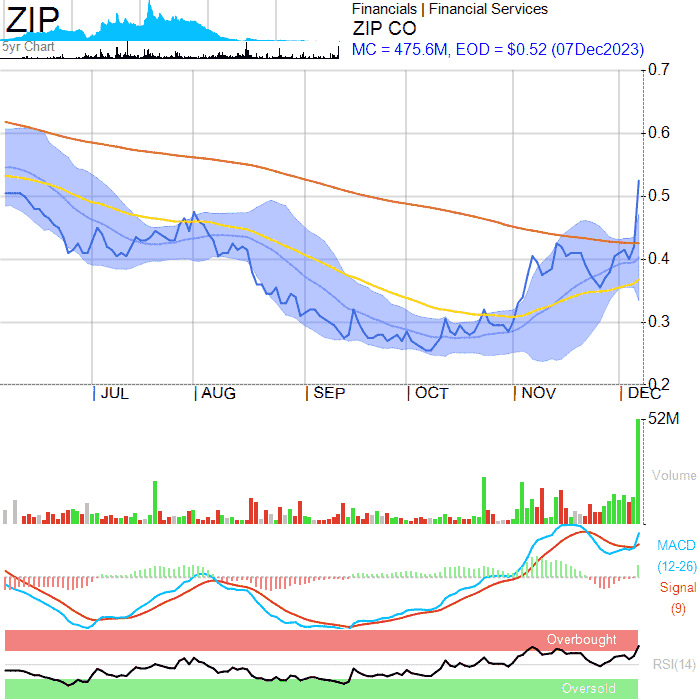 ZIP
5yr Chart
Financials | Financial Services
ZIP CO
MC = 475.6M, EOD = $0.52 (07Dec2023)
0.7
0.6
0.5
0.4
0.3
0.2
JUL AUG SEP OCT NOV DEC
52M
Volume
MACD
(12-26)
Signal
(9)
Overbought
RSI(14)
Oversold